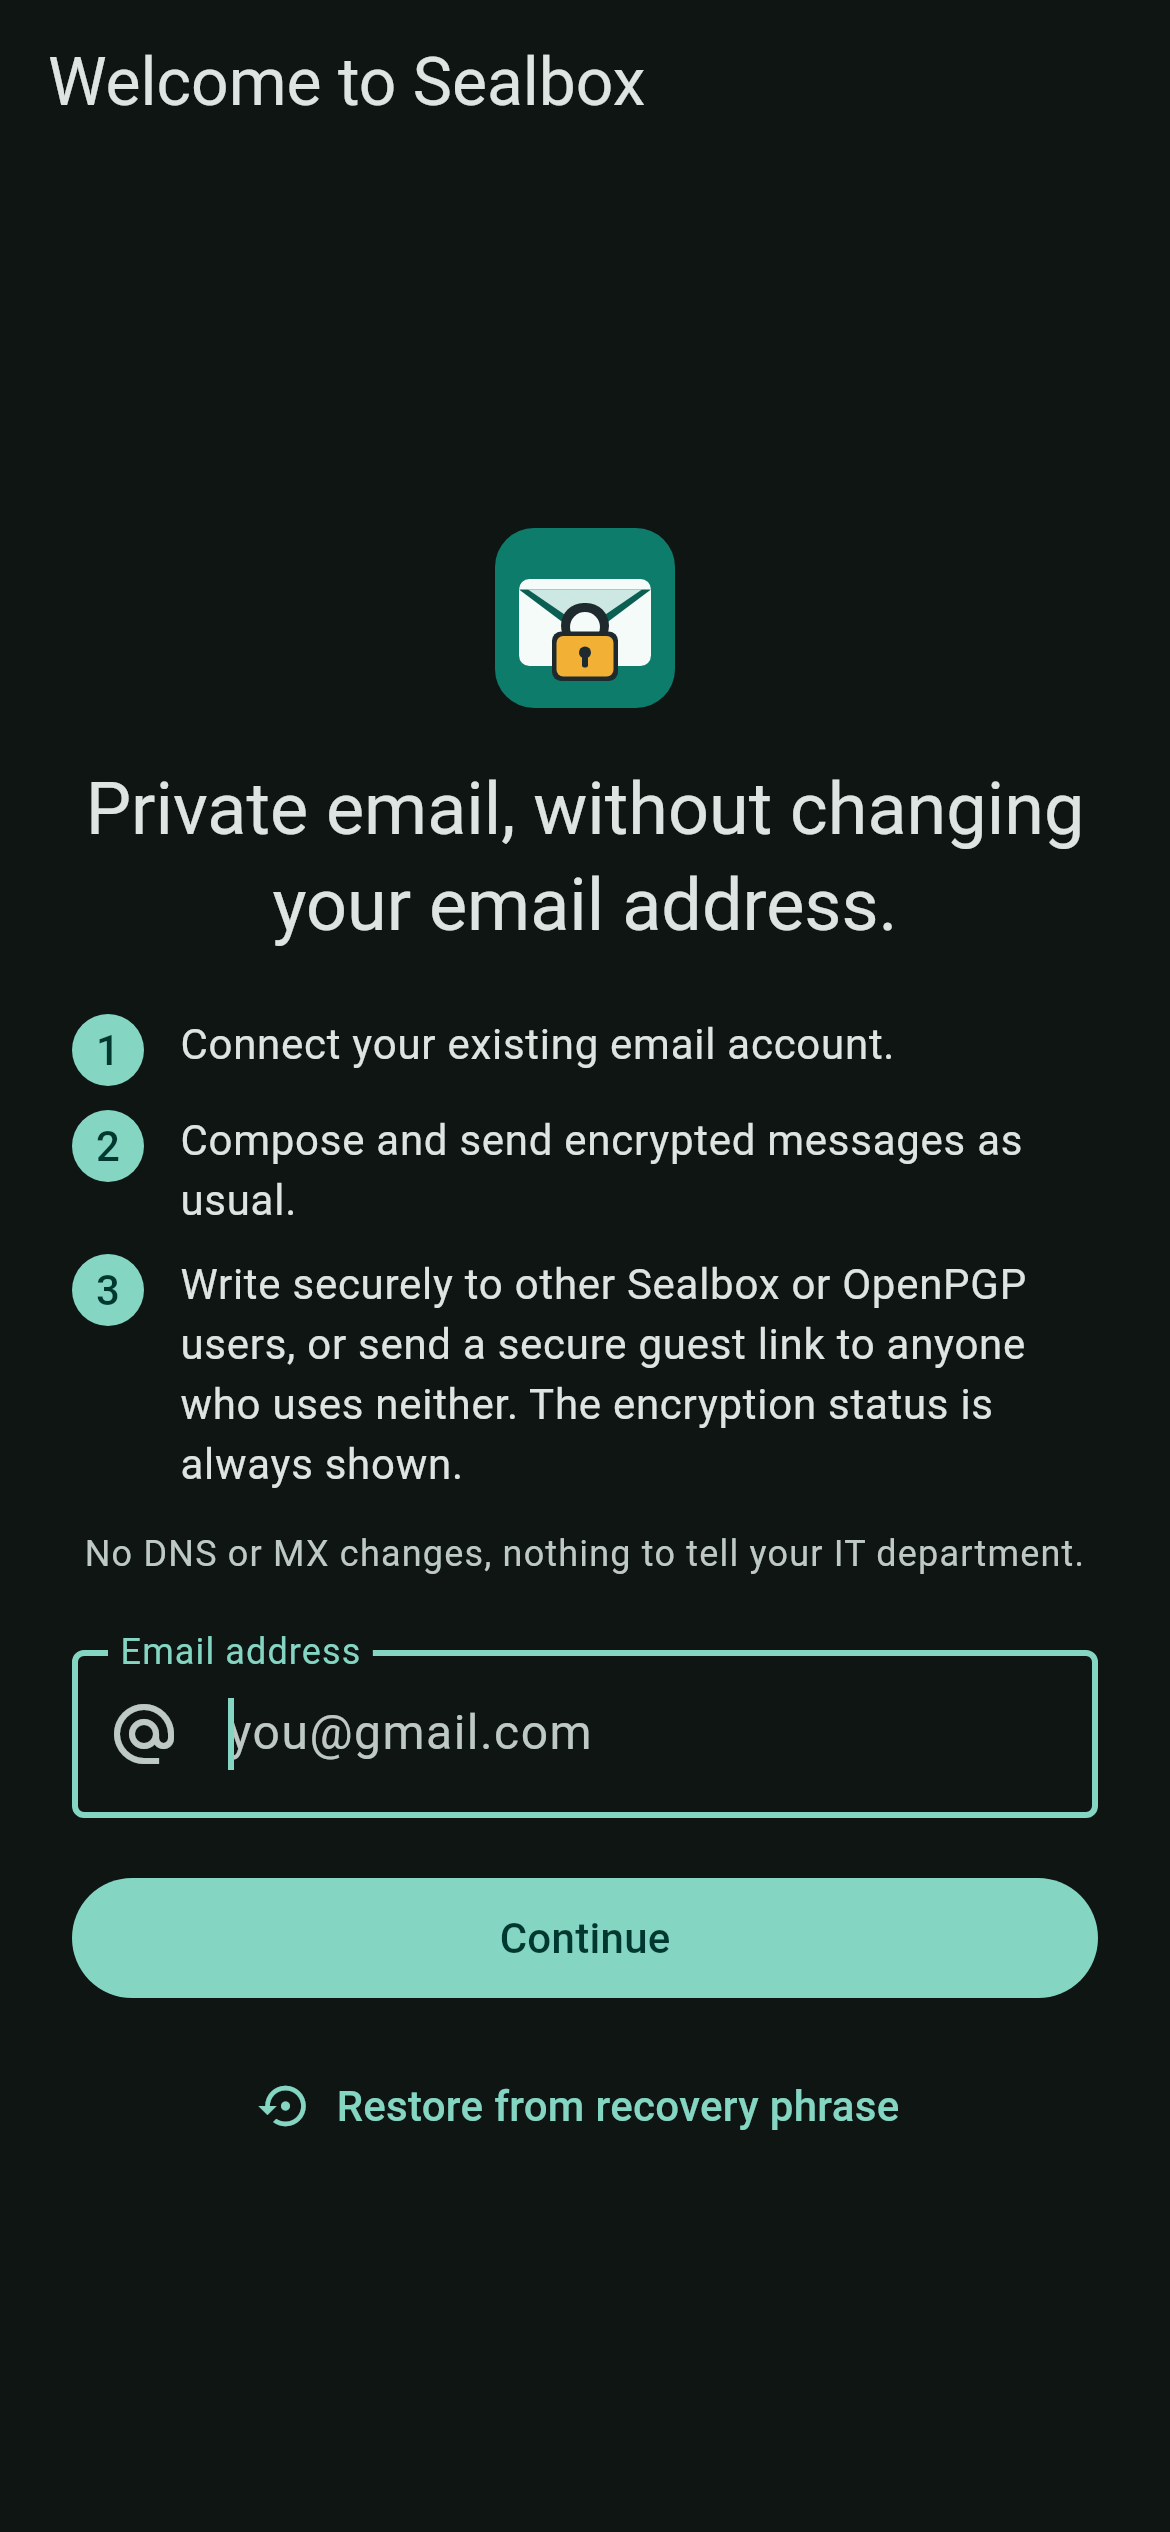 Welcome to Sealbox
Private email, without changing
your email address.
1 Connect your existing email account.
2 Compose and send encrypted messages as
usual.
3 Write securely to other Sealbox or OpenPGP
users, or send a secure guest link to anyone
who uses neither. The encryption status is
always shown.
No DNS or MX changes, nothing to tell your IT department.
Email address
you@gmail.com
Continue
Restore from recovery phrase